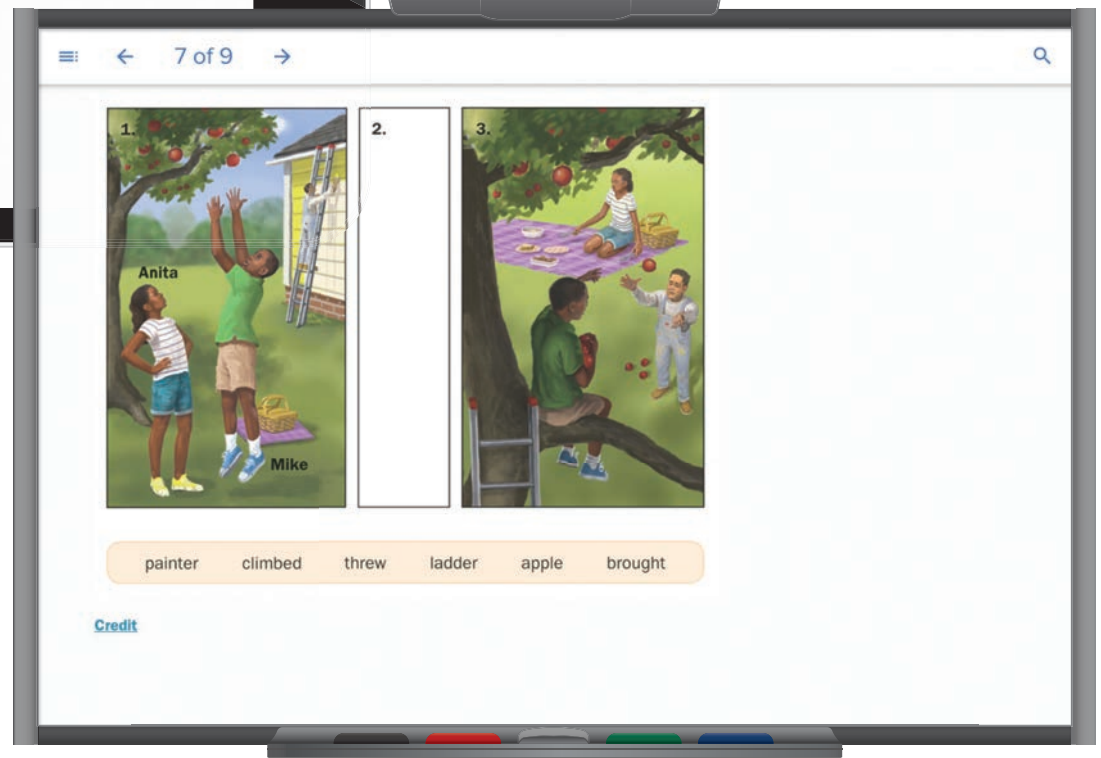 7 of 9
1.
2.
3.
Anita
Mike
painter climbed threw ladder apple brought
Credit